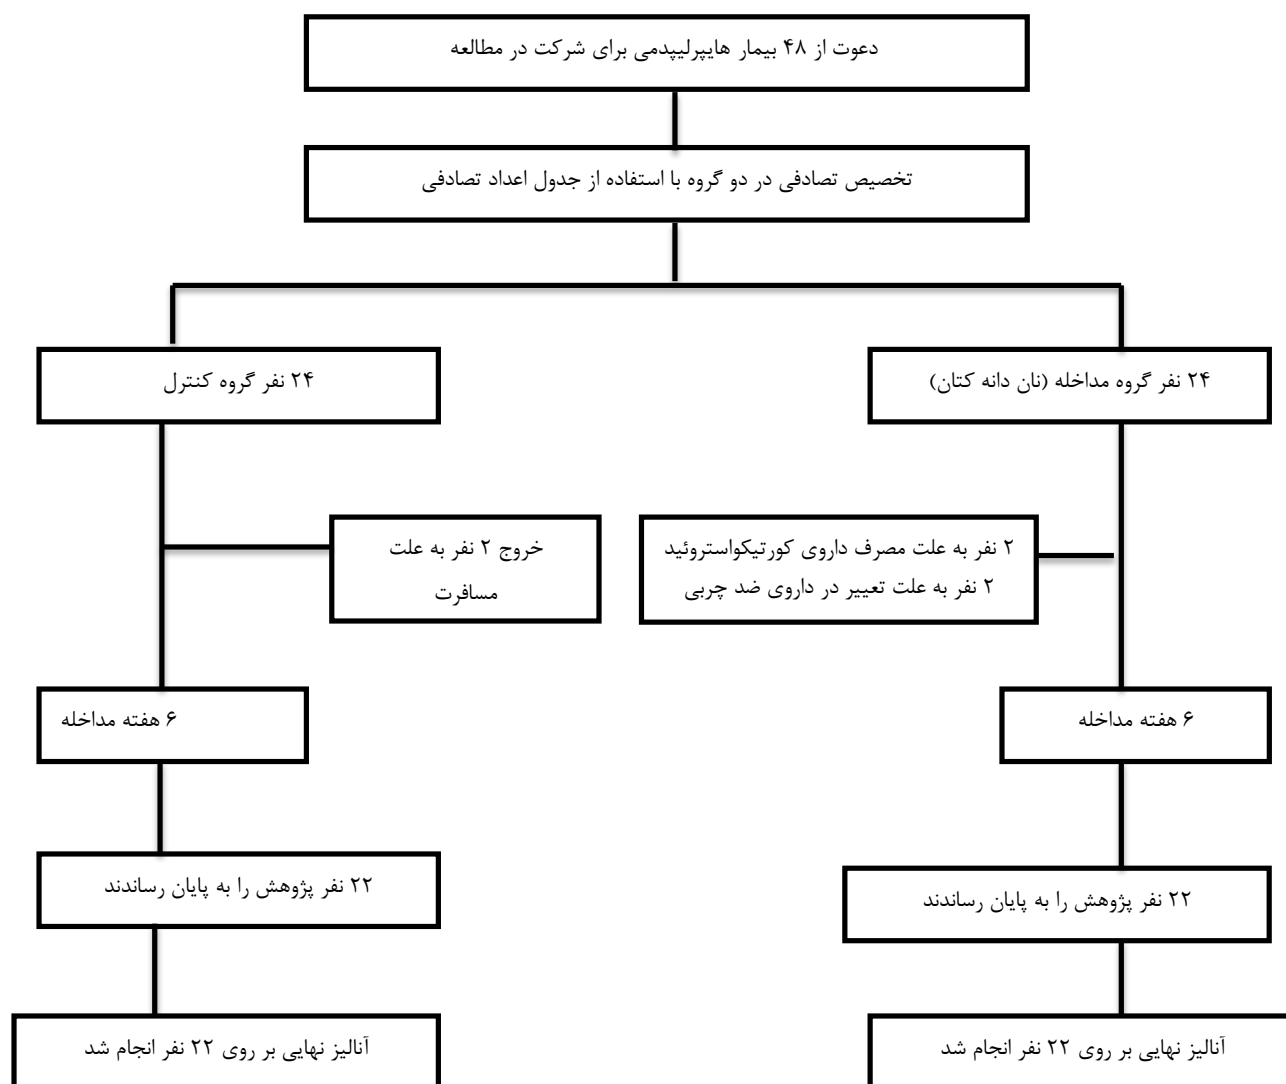 دعوت از ۴۸ بیمار هایپرلیپدمی برای شرکت در مطالعه
تخصیص تصادفی در دو گروه با استفاده از جدول اعداد تصادفی
۲۴ نفر گروه مداخله (نان دانه کتان)
۲۴ نفر گروه کنترل
۲ نفر به علت مصرف داروی کورتیکواستروئید
۲ نفر به علت تعییر در داروی ضد چربی
خروج ۲ نفر به علت
مسافرت
۶ هفته مداخله
۶ هفته مداخله
۲۲ نفر پژوهش را به پایان رساندند
۲۲ نفر پژوهش را به پایان رساندند
آنالیز نهایی بر روی ۲۲ نفر انجام شد
آنالیز نهایی بر روی ۲۲ نفر انجام شد